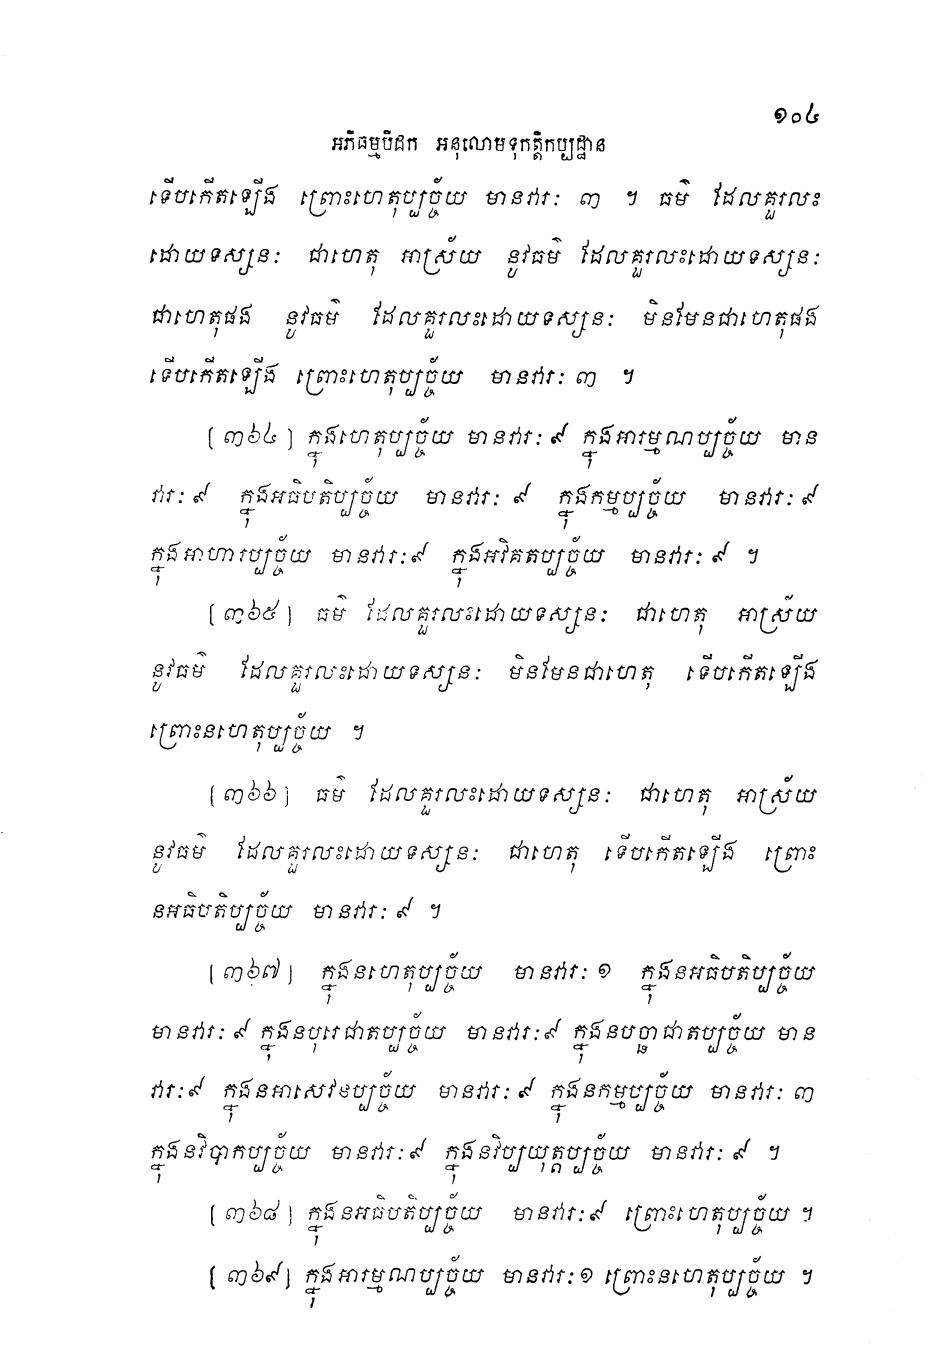 ១០៤
អភិធម្មបិដក អនុលោមទុកត្តិកប្បដ្ឋាន
ទើបកើតឡើង ព្រោះហេតុប្បច្ច័យ មានវារៈ ៣ ។ ធម៌ ដែលគួរលះ
ដោយទស្សនៈ ជាហេតុ អាស្រ័យ នូវធម៌ ដែលគួរលះដោយទស្សនៈ
ជាហេតុផង នូវធម៌ ដែលគួរលះដោយទស្សនៈ មិនមែនជាហេតុផង
ទើបកើតឡើង ព្រោះហេតុប្បច្ច័យ មានវារៈ ៣ ។
[៣៦៤] ក្នុងហេតុប្បច្ច័យ មានវារៈ ៩ ក្នុងអារម្មណប្បច្ច័យ មាន
វារៈ ៩ ក្នុងអធិបតិប្បច្ច័យ មានវារៈ ៩ ក្នុងកម្មប្បច្ច័យ មានវារៈ ៩
ក្នុងអាហារប្បច្ច័យ មានវារៈ ៩ ក្នុងអវិគតប្បច្ច័យ មានវារៈ ៩ ។
[៣៦៥] ធម៌ ដែលគួរលះដោយទស្សនៈ ជាហេតុ អាស្រ័យ
នូវធម៌ ដែលគួរលះដោយទស្សនៈ មិនមែនជាហេតុ ទើបកើតឡើង
ព្រោះនហេតុប្បច្ច័យ ។
[៣៦៦] ធម៌ ដែលគួរលះដោយទស្សនៈ ជាហេតុ អាស្រ័យ
នូវធម៌ ដែលគួរលះដោយទស្សនៈ ជាហេតុ ទើបកើតឡើង ព្រោះ
នអធិបតិប្បច្ច័យ មានវារៈ ៩ ។
[៣៦៧] ក្នុងនហេតុប្បច្ច័យ មានវារៈ ១ ក្នុងនអធិបតិប្បច្ច័យ
មានវារៈ ៩ ក្នុងនបុរេជាតប្បច្ច័យ មានវារៈ ៩ ក្នុងនបច្ឆាជាតប្បច្ច័យ មាន
វារៈ ៩ ក្នុងនអាសេវនប្បច្ច័យ មានវារៈ ៩ ក្នុងនកម្មប្បច្ច័យ មានវារៈ ៣
ក្នុងនវិបាកប្បច្ច័យ មានវារៈ ៩ ក្នុងនវិប្បយុត្តប្បច្ច័យ មានវារៈ ៩ ។
[៣៦៨] ក្នុងនអធិបតិប្បច្ច័យ មានវារៈ ៩ ព្រោះហេតុប្បច្ច័យ ។
[៣៦៩] ក្នុងអារម្មណប្បច្ច័យ មានវារៈ ១ ព្រោះនហេតុប្បច្ច័យ ។